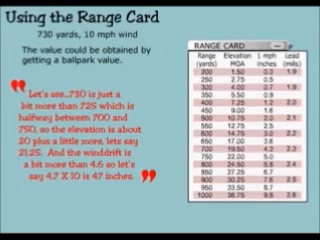 Using the Range Card
730 yards, 10 mph wind
The value could be obtained by
getting a ballpark value.
"Let's see..730 is just a
bit more than 725 which is
halfway between 700 and
750, so the elevation is about
20 plus a little more, lets say
21.25. And the winddrift is
a bit more than 4.6 so let's
say 4.7 X 10 is 47 inches."
RANGE CARD
Range Elevation 1 mph Lead
(yards) MOA inches (mils)
200 1.50 0.3 1.9
250 2.75 0.5
300 4.00 0.7 1.9
350 5.50 0.9
400 7.25 1.2 2.0
450 9.00 1.6
500 10.75 2.0 2.1
550 12.75 2.5
600 14.75 3.0 2.2
650 17.00 3.8
700 19.50 4.3 2.3
750 22.00 5.0
800 24.50 5.8 2.4
850 27.25 6.7
900 30.25 7.6 2.5
950 33.50 8.7
1000 36.75 9.8 2.6